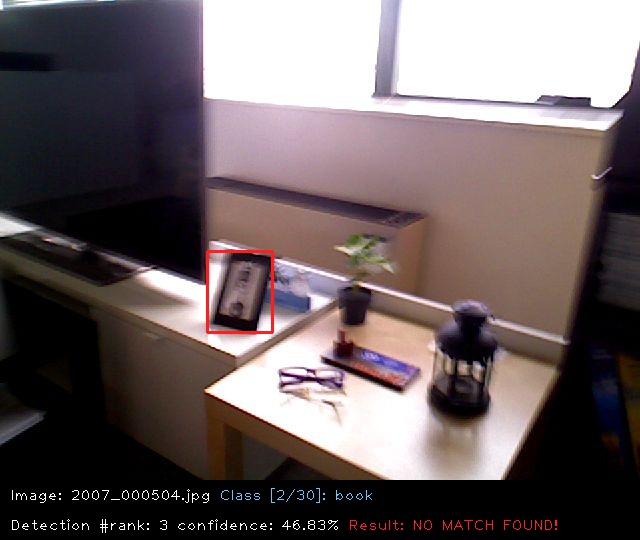 Image: 2007_000504.jpg Class [2/30]: book
Detection #rank: 3 confidence: 46.83% Result: NO MATCH FOUND!